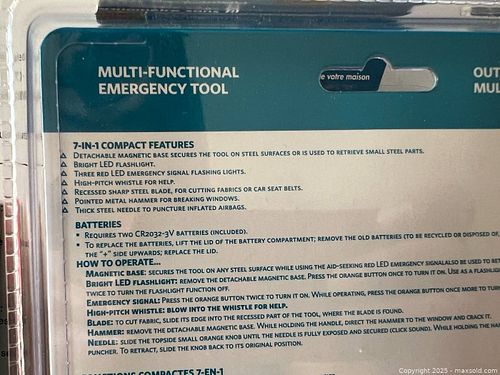 MULTI-FUNCTIONAL
EMERGENCY TOOL
e votre maison
OUT
MUL
7-IN-1 COMPACT FEATURES
DETACHABLE MAGNETIC BASE SECURES THE TOOL ON STEEL SURFACES OR IS USED TO RETRIEVE SMALL STEEL PARTS.
BRIGHT LED FLASHLIGHT.
THREE RED LED EMERGENCY SIGNAL FLASHING LIGHTS.
HIGH-PITCH WHISTLE FOR HELP.
RECESSED SHARP STEEL BLADE, FOR CUTTING FABRICS OR CAR SEAT BELTS.
POINTED METAL HAMMER FOR BREAKING WINDOWS.
THICK STEEL NEEDLE TO PUNCTURE INFLATED AIRBAGS.
BATTERIES
• REQUIRES TWO CR2032-3V BATTERIES (INCLUDED).
• TO REPLACE THE BATTERIES, LIFT THE LID OF THE BATTERY COMPARTMENT; REMOVE THE OLD BATTERIES (TO BE RECYCLED OR DISPOSED OF,
THE "+" SIDE UPWARDS; REPLACE THE LID.
HOW TO OPERATE...
MAGNETIC BASE: SECURES THE TOOL ON ANY STEEL SURFACE WHILE USING THE AID-SEEKING RED LED EMERGENCY SIGNALALSO BE USED TO RET
BRIGHT LED FLASHLIGHT: REMOVE THE DETACHABLE MAGNETIC BASE. PRESS THE ORANGE BUTTON ONCE TO TURN IT ON. USE AS A FLASHI
TWICE TO TURN THE FLASHLIGHT FUNCTION OFF.
EMERGENCY SIGNAL: PRESS THE ORANGE BUTTON TWICE TO TURN IT ON. WHILE OPERATING, PRESS THE ORANGE BUTTON ONCE MORE TO TURN
HIGH-PITCH WHISTLE: BLOW INTO THE WHISTLE FOR HELP.
BLADE: TO CUT FABRIC, SLIDE ITS INTO THE RECESSED PART OF THE TOOL, WHERE THE BLADE IS FOUND.
HAMMER: REMOVE THE DETACHABLE MAGNETIC BASE. WHILE HOLDING THE HANDLE, DIRECT THE HAMMER TO THE WINDOW AND CRACK IT.
NEEDLE: SLIDE THE TOPSIDE SMALL ORANGE KNOB UNTIL THE NEEDLE IS FULLY EXPOSED AND SECURED (CLICK SOUND). WHILE HOLDING THE HA
PUNCHER. TO RETRACT, SLIDE THE KNOB BACK TO ITS ORIGINAL POSITION.
FONCTIONS COMPACTES 7-EN-1
Copyright 2025 - maxsold.com